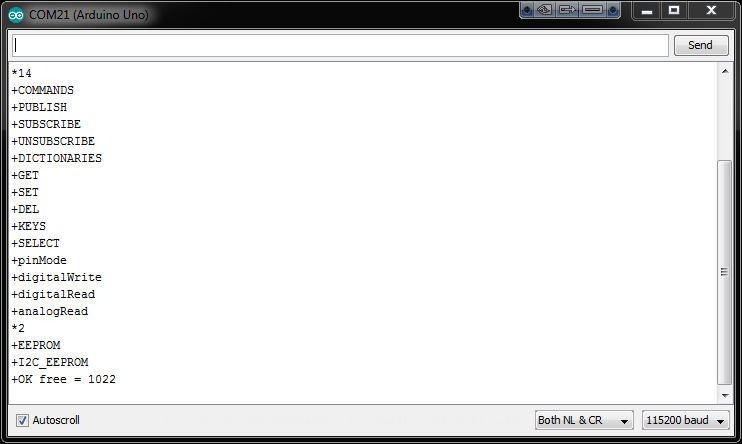 COM21 (Arduino Uno)
Send
*14
+COMMANDS
+PUBLISH
+SUBSCRIBE
+UNSUBSCRIBE
+DICTIONARIES
+GET
+SET
+DEL
+KEYS
+SELECT
+pinMode
+digitalWrite
+digitalRead
+analogRead
*2
+EEPROM
+I2C_EEPROM
+OK free = 1022
Autoscroll
Both NL & CR
115200 baud